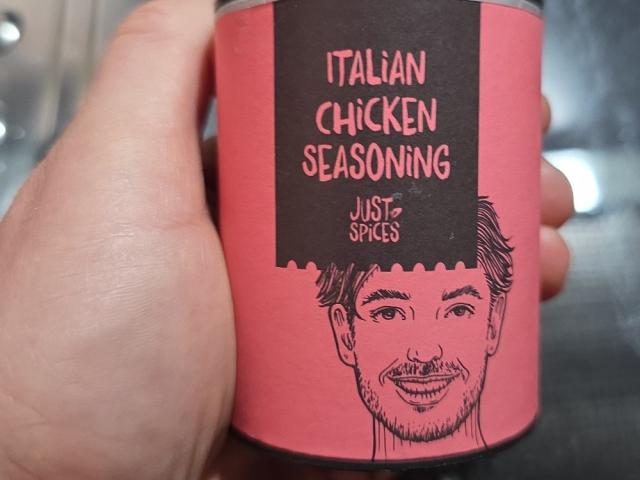 ITALiAN
CHiCKEN
SEASONiNG
JUST
SPiCES